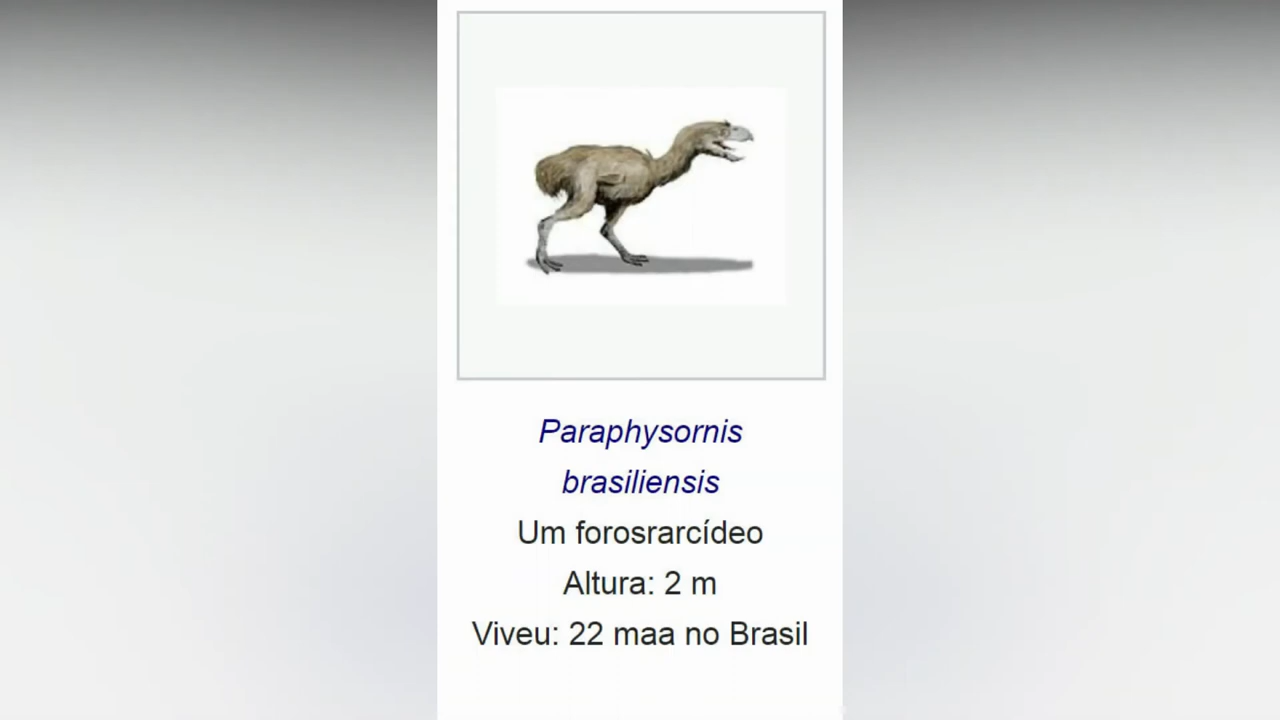 Paraphysornis
brasiliensis
Um forosrarcídeo
Altura: 2 m
Viveu: 22 maa no Brasil